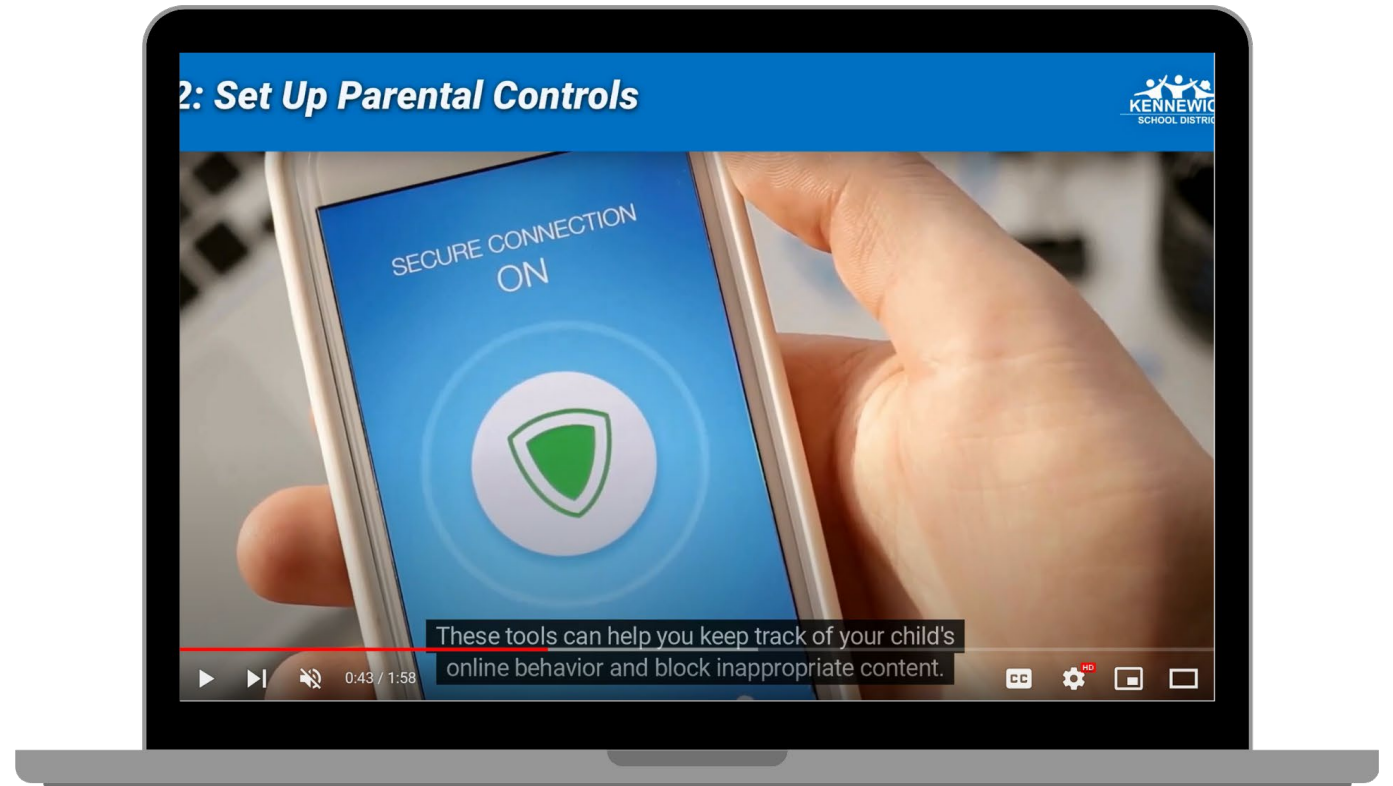 2: Set Up Parental Controls
KENNEWIC
SCHOOL DISTRIC
SECURE CONNECTION
ON
These tools can help you keep track of your child's
online behavior and block inappropriate content.
0:43 / 1:58
CC
HD